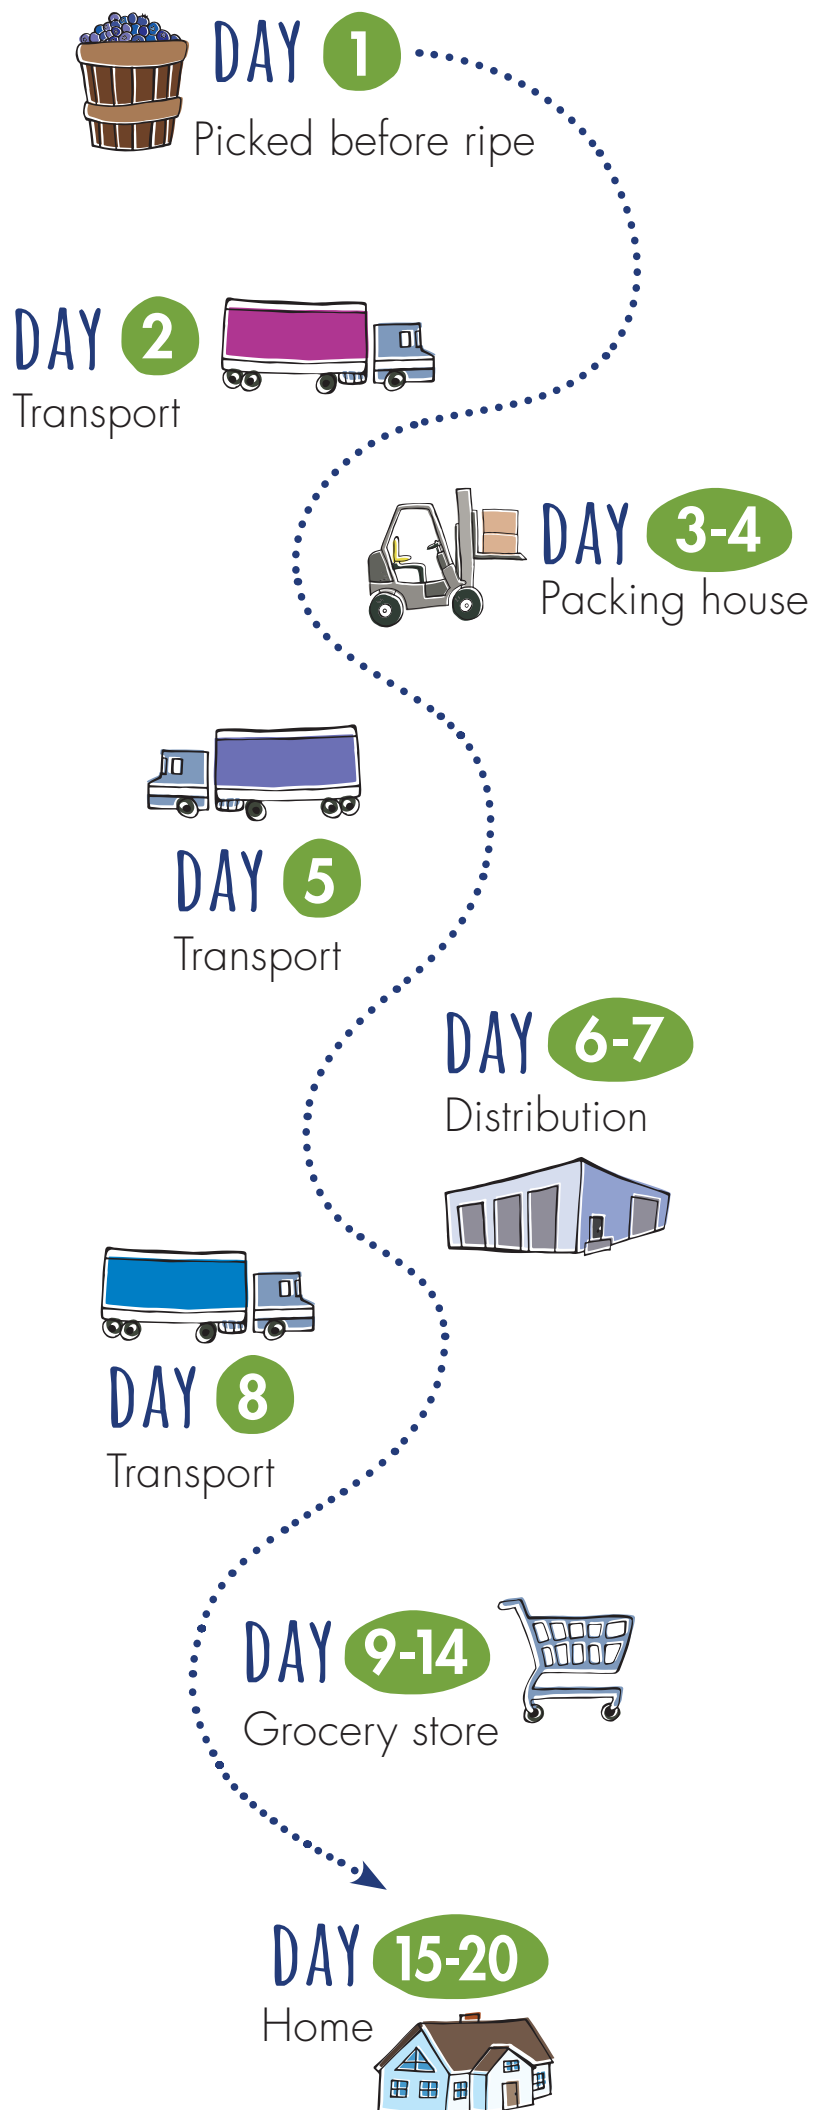 DAY 1
Picked before ripe
DAY 2
Transport
DAY 3-4
Packing house
DAY 5
Transport
DAY 6-7
Distribution
DAY 8
Transport
DAY 9-14
Grocery store
DAY 15-20
Home